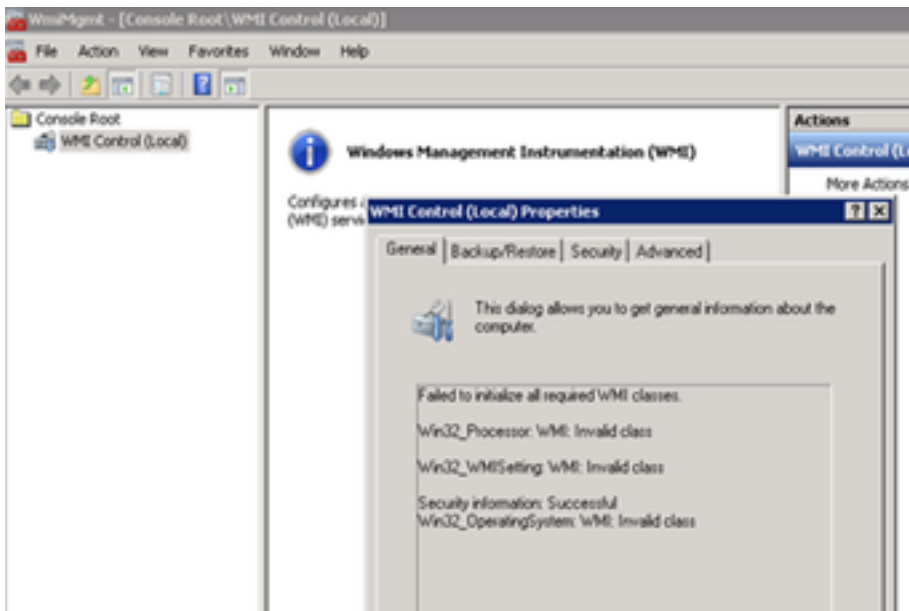 WmiMgmt - [Console Root\WMI Control (Local)]
File Action View Favorites Window Help
Console Root
WMI Control (Local)
Windows Management Instrumentation (WMI)
Configures
(WMI) servi
Actions
WMI Control (L
More Actions
WMI Control (Local) Properties
General Backup/Restore Security Advanced
This dialog allows you to get general information about the
computer.
Failed to initialize all required WMI classes.
Win32_Processor: WMI: Invalid class
Win32_WMISetting: WMI: Invalid class
Security information: Successful
Win32_OperatingSystem: WMI: Invalid class